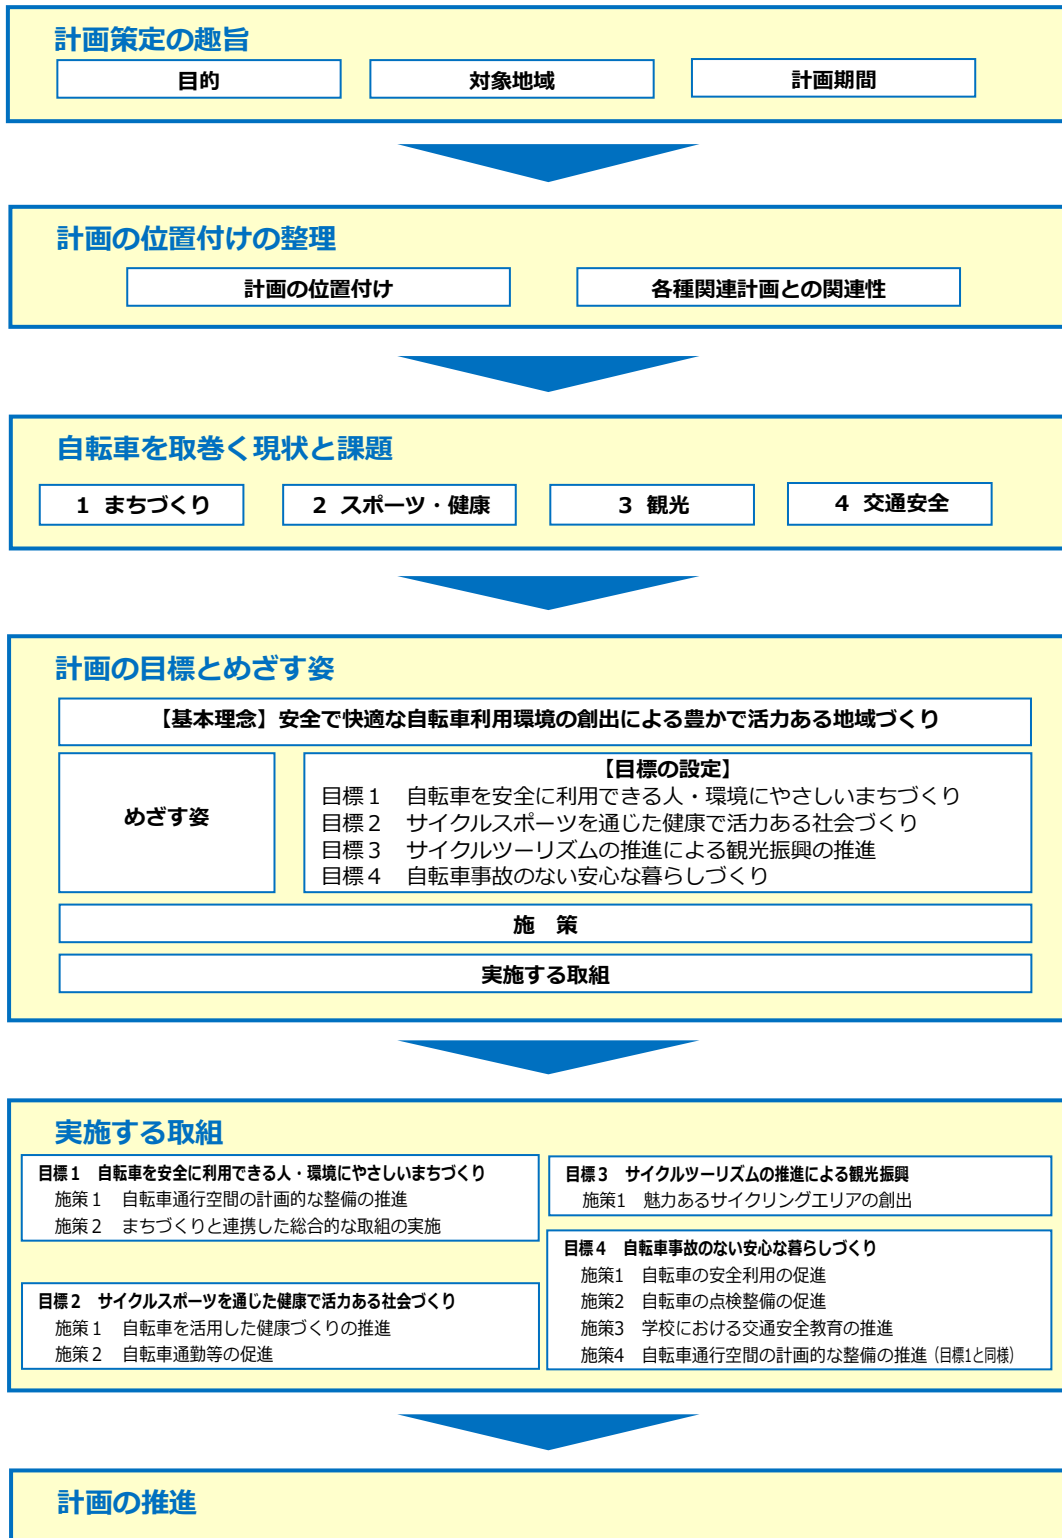 計画策定の趣旨
目的
対象地域
計画期間
計画の位置付けの整理
計画の位置付け
各種関連計画との関連性
自転車を取巻く現状と課題
1 まちづくり
2 スポーツ・健康
3 観光
4 交通安全
計画の目標とめざす姿
【基本理念】安全で快適な自転車利用環境の創出による豊かで活力ある地域づくり
めざす姿
【目標の設定】
目標１　自転車を安全に利用できる人・環境にやさしいまちづくり
目標２　サイクルスポーツを通じた健康で活力ある社会づくり
目標３　サイクルツーリズムの推進による観光振興の推進
目標４　自転車事故のない安心な暮らしづくり
施　策
実施する取組
実施する取組
目標１　自転車を安全に利用できる人・環境にやさしいまちづくり
施策１　自転車通行空間の計画的な整備の推進
施策２　まちづくりと連携した総合的な取組の実施
目標２　サイクルスポーツを通じた健康で活力ある社会づくり
施策１　自転車を活用した健康づくりの推進
施策２　自転車通勤等の促進
目標３　サイクルツーリズムの推進による観光振興
施策1　魅力あるサイクリングエリアの創出
目標４　自転車事故のない安心な暮らしづくり
施策1　自転車の安全利用の促進
施策2　自転車の点検整備の促進
施策3　学校における交通安全教育の推進
施策4　自転車通行空間の計画的な整備の推進（目標1と同様）
計画の推進